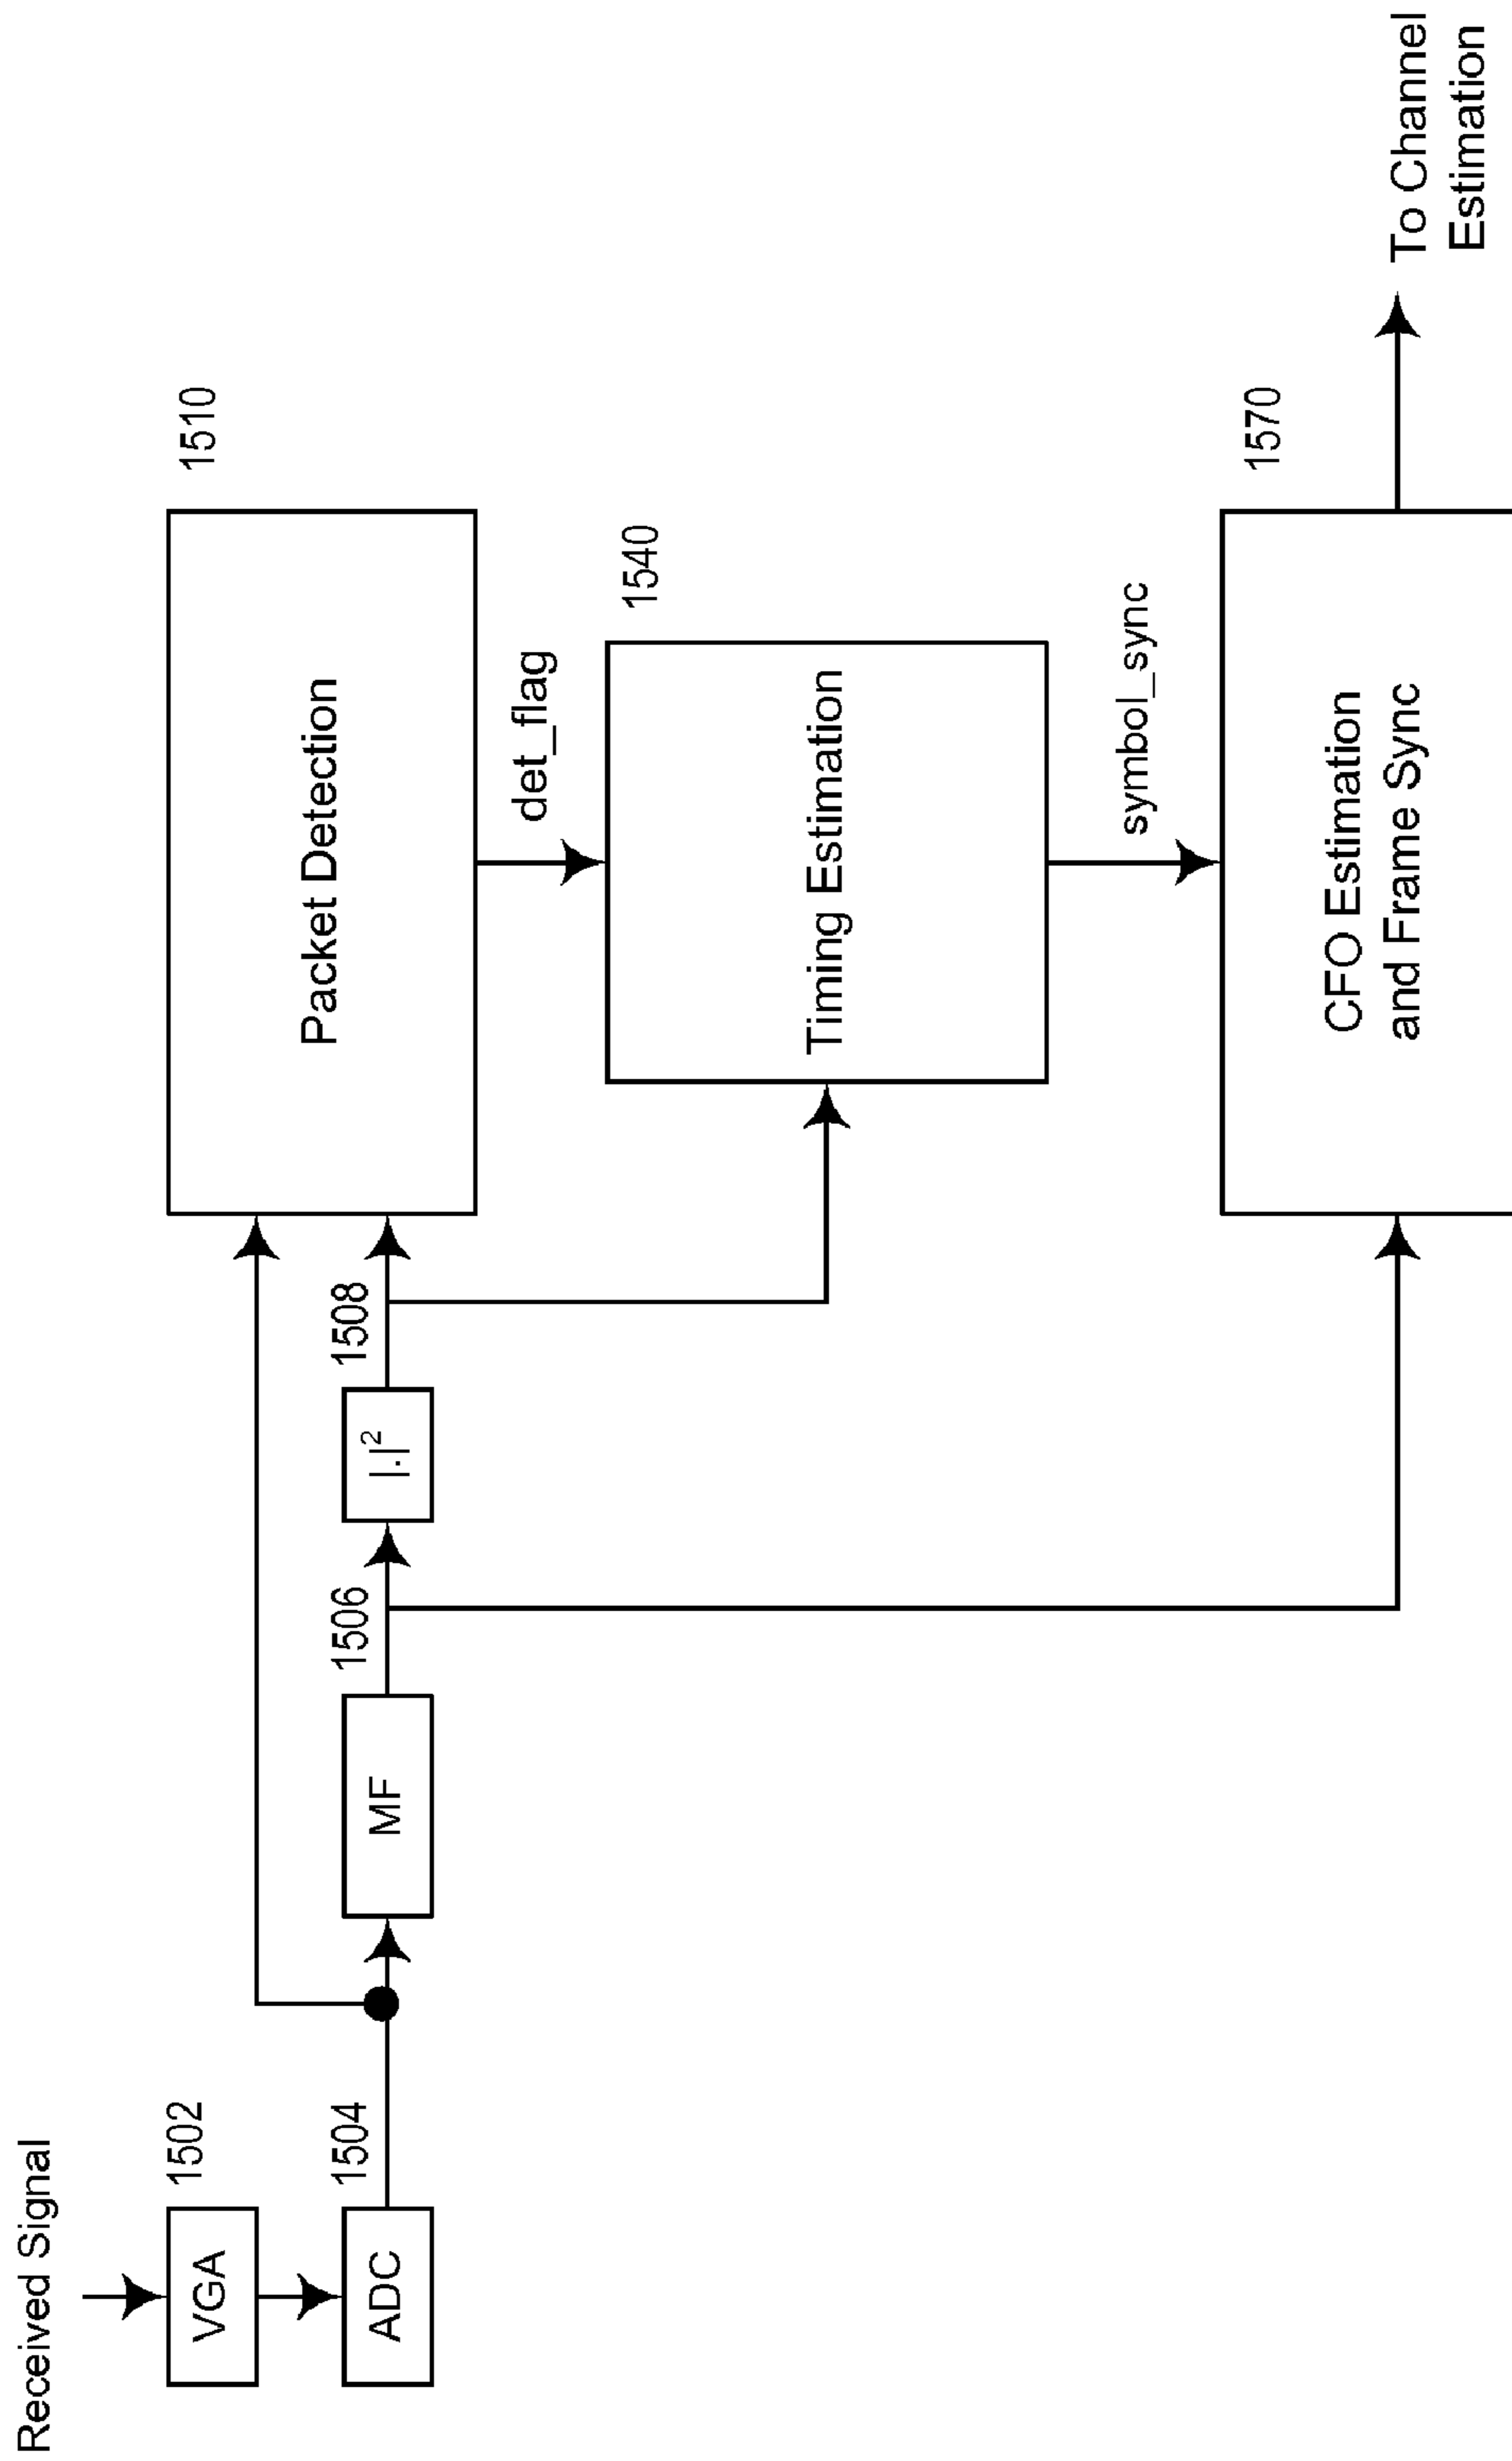 Received Signal
VGA
1502
ADC
1504
MF
1506
|.|²
1508
Packet Detection
1510
det_flag
Timing Estimation
1540
symbol_sync
CFO Estimation
and Frame Sync
1570
To Channel
Estimation